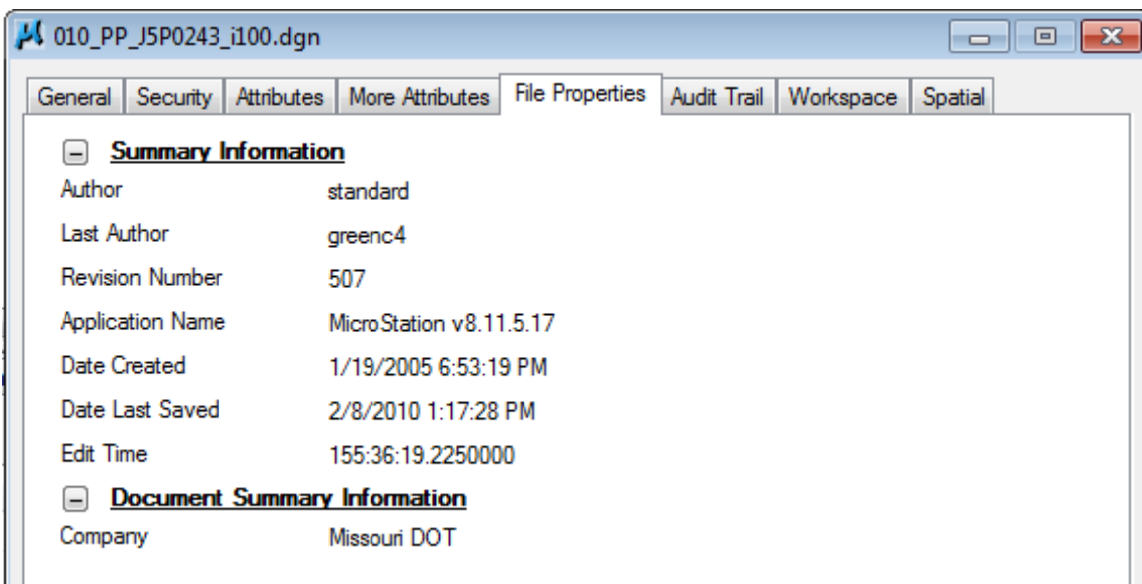 010_PP_J5P0243_i100.dgn
General Security Attributes More Attributes File Properties Audit Trail Workspace Spatial
Summary Information
Author standard
Last Author greenc4
Revision Number 507
Application Name MicroStation v8.11.5.17
Date Created 1/19/2005 6:53:19 PM
Date Last Saved 2/8/2010 1:17:28 PM
Edit Time 155:36:19.2250000
Document Summary Information
Company Missouri DOT